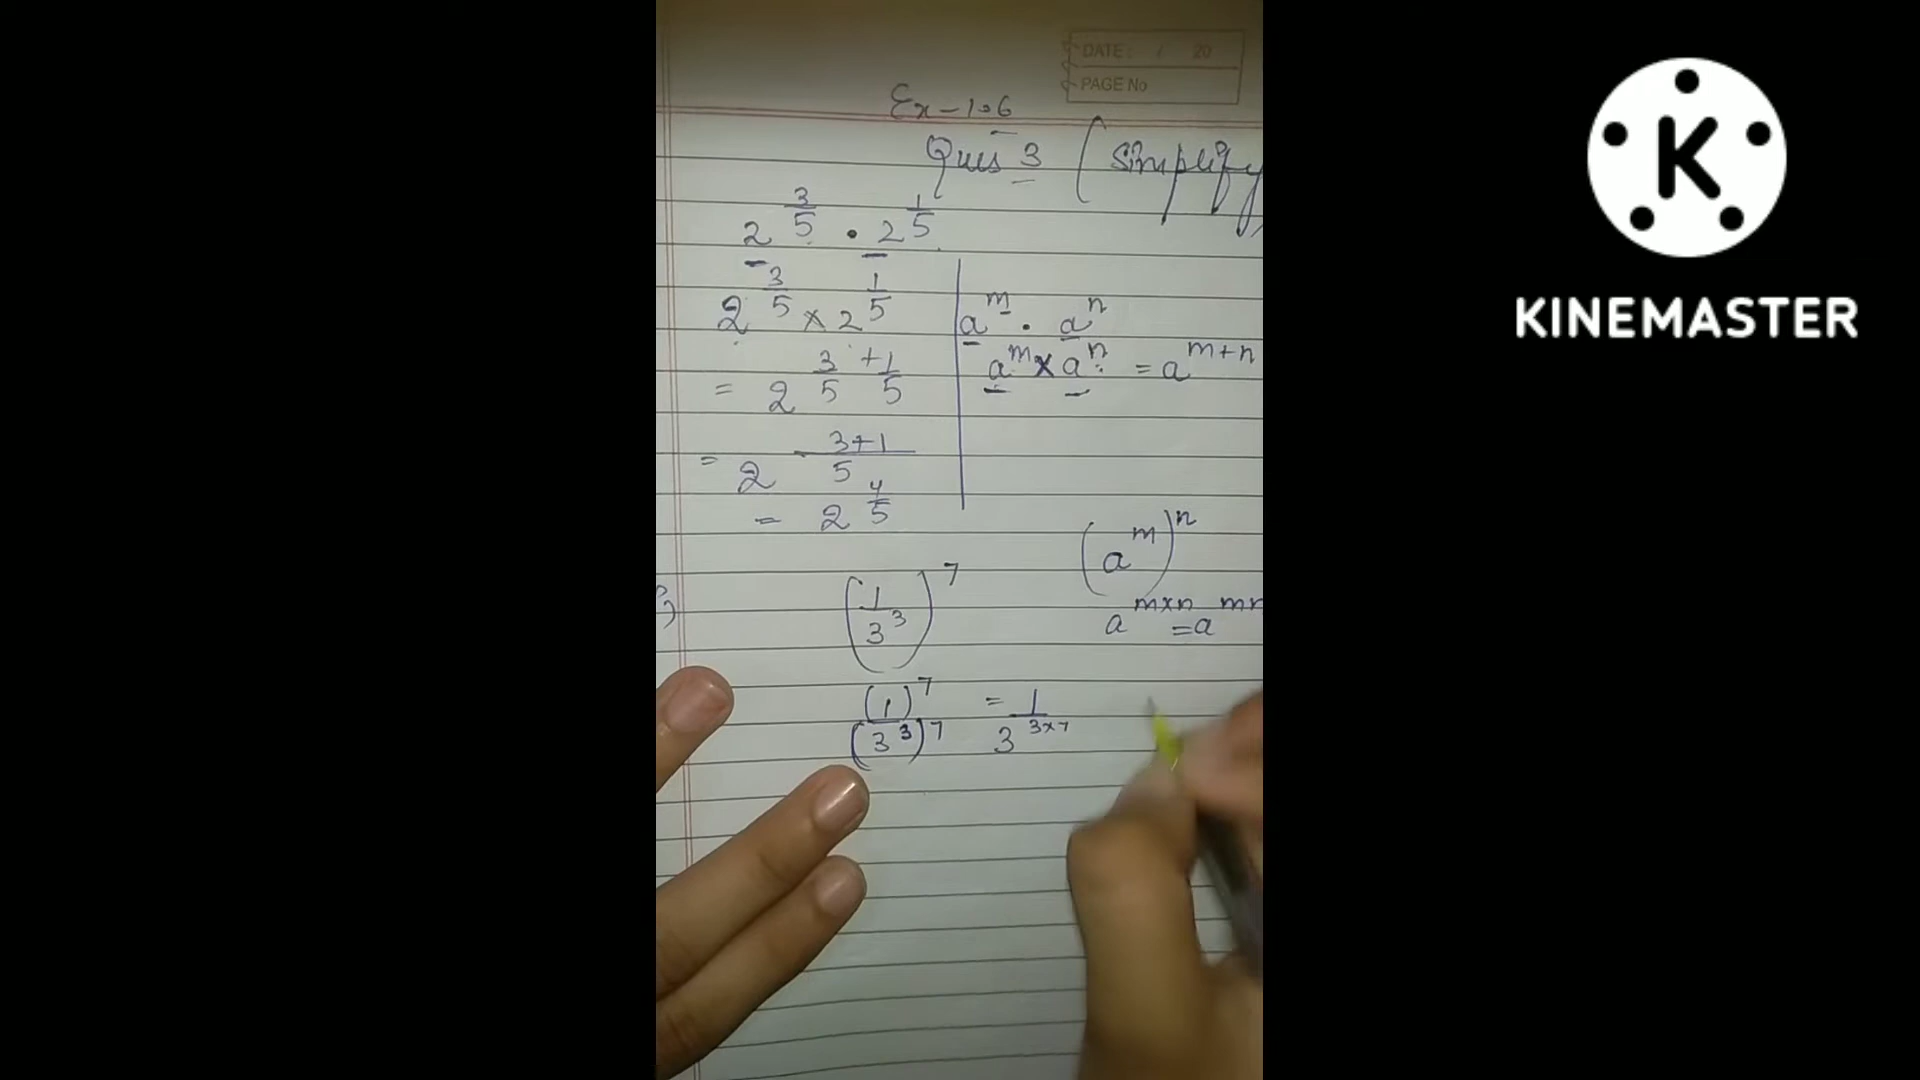 DATE: / 20
PAGE No
Ex-1.6
Ques 3 (Simplify)
2^{3/5} · 2^{1/5}
2^{3/5} × 2^{1/5}
= 2^{3/5 + 1/5}
= 2^{(3+1)/5}
= 2^{4/5}
a^m · a^n
a^m × a^n = a^{m+n}
(1/3^3)^7
(a^m)^n
a^{m×n} = a^{mn}
(1)^7/(3^3)^7 = 1/3^{3×7}
K
KINEMASTER